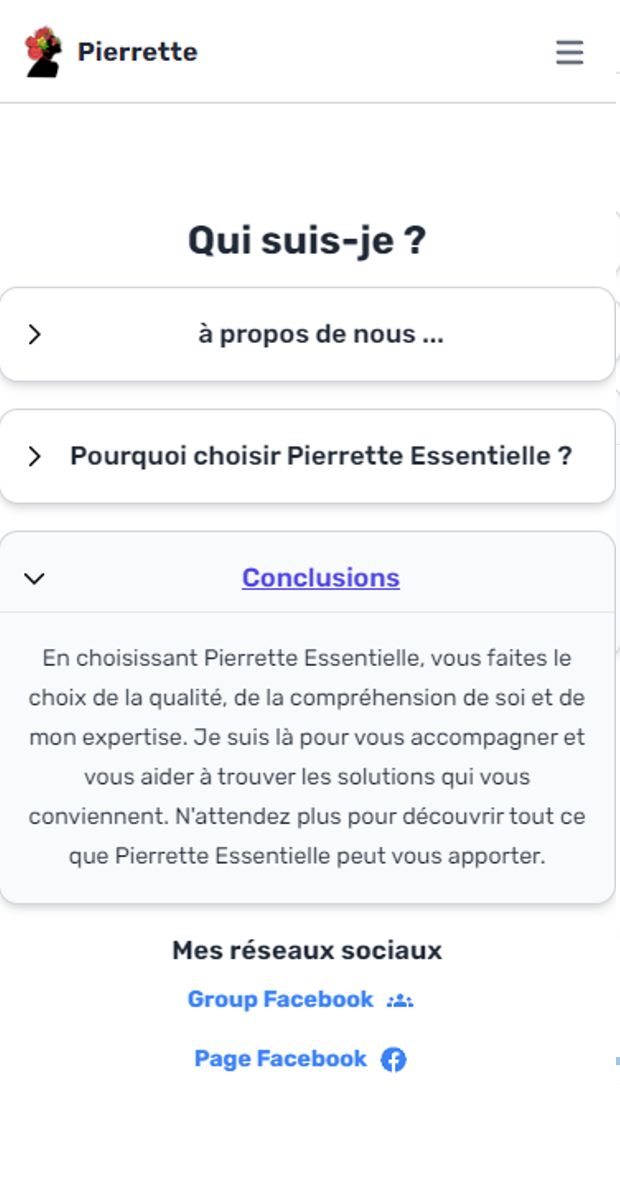 Pierrette
Qui suis-je ?
à propos de nous ...
Pourquoi choisir Pierrette Essentielle ?
Conclusions
En choisissant Pierrette Essentielle, vous faites le
choix de la qualité, de la compréhension de soi et de
mon expertise. Je suis là pour vous accompagner et
vous aider à trouver les solutions qui vous
conviennent. N'attendez plus pour découvrir tout ce
que Pierrette Essentielle peut vous apporter.
Mes réseaux sociaux
Group Facebook
Page Facebook